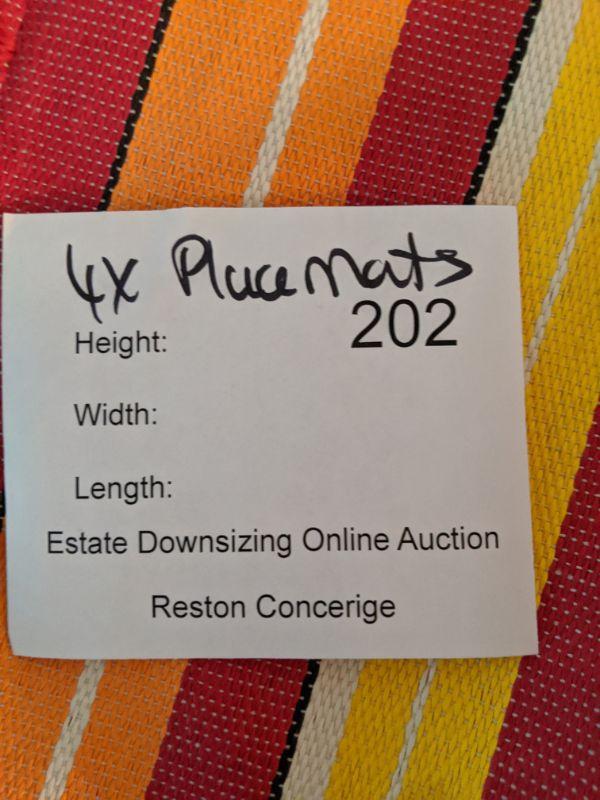 4x Placemats
202
Height:
Width:
Length:
Estate Downsizing Online Auction
Reston Concerige